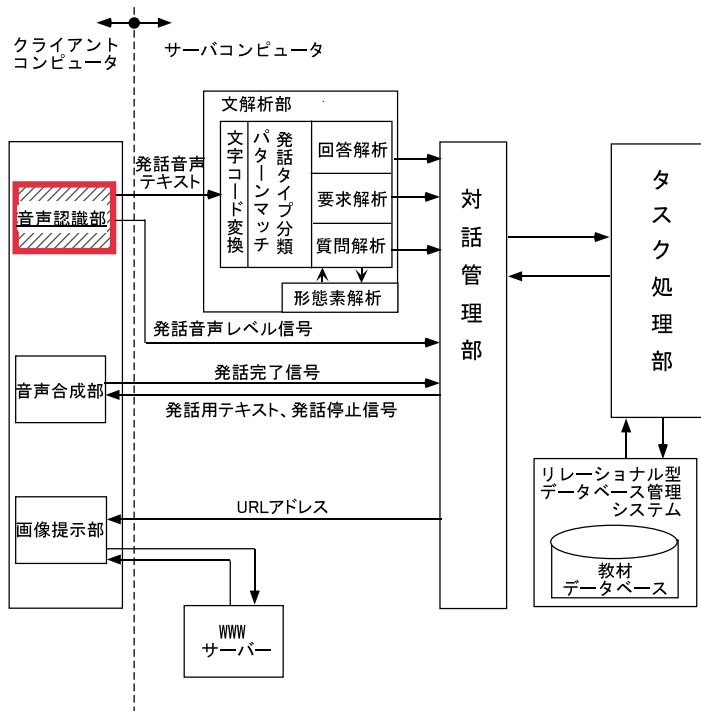 クライアント
コンピュータ
サーバコンピュータ
文解析部
文字コード変換
パターンマッチ
発話タイプ分類
回答解析
要求解析
質問解析
形態素解析
発話音声
テキスト
音声認識部
発話音声レベル信号
対話管理部
タスク処理部
音声合成部
発話完了信号
発話用テキスト、発話停止信号
リレーショナル型
データベース管理
システム
教材
データベース
画像提示部
URLアドレス
WWW
サーバー